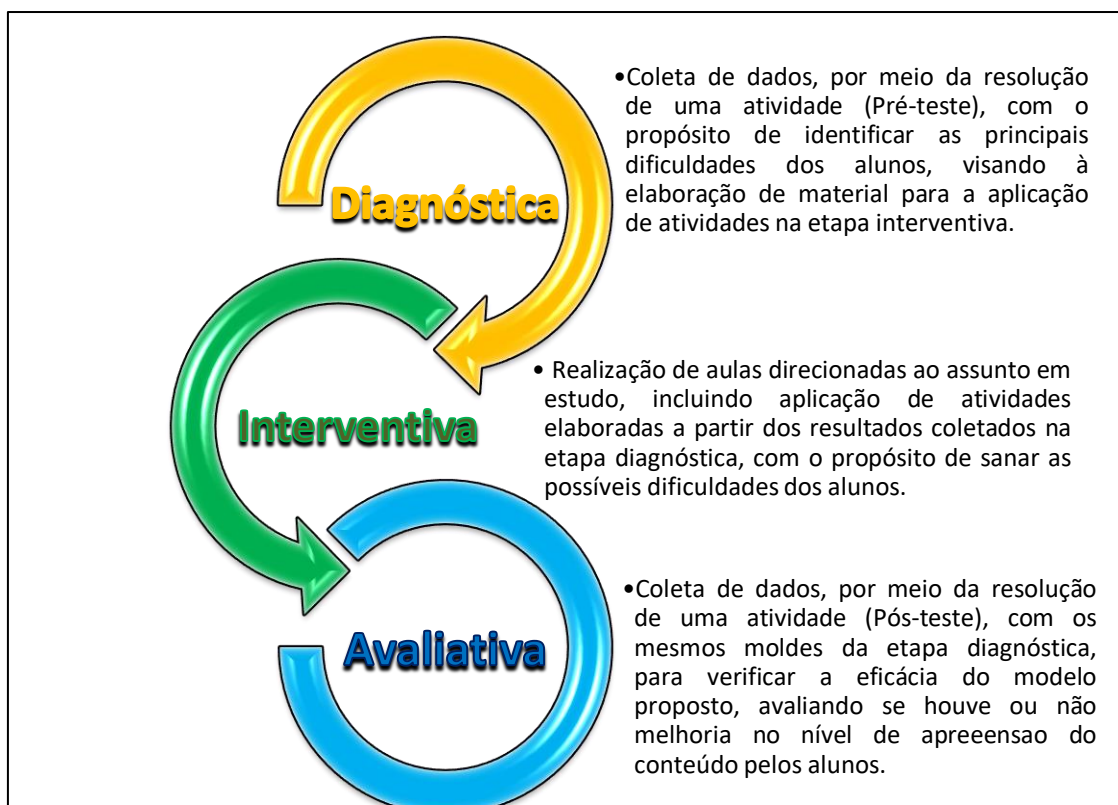 Diagnóstica
•Coleta de dados, por meio da resolução
de uma atividade (Pré-teste), com o
propósito de identificar as principais
dificuldades dos alunos, visando à
elaboração de material para a aplicação
de atividades na etapa interventiva.
Interventiva
• Realização de aulas direcionadas ao assunto em
estudo, incluindo aplicação de atividades
elaboradas a partir dos resultados coletados na
etapa diagnóstica, com o propósito de sanar as
possíveis dificuldades dos alunos.
Avaliativa
•Coleta de dados, por meio da resolução
de uma atividade (Pós-teste), com os
mesmos moldes da etapa diagnóstica,
para verificar a eficácia do modelo
proposto, avaliando se houve ou não
melhoria no nível de apreeensao do
conteúdo pelos alunos.